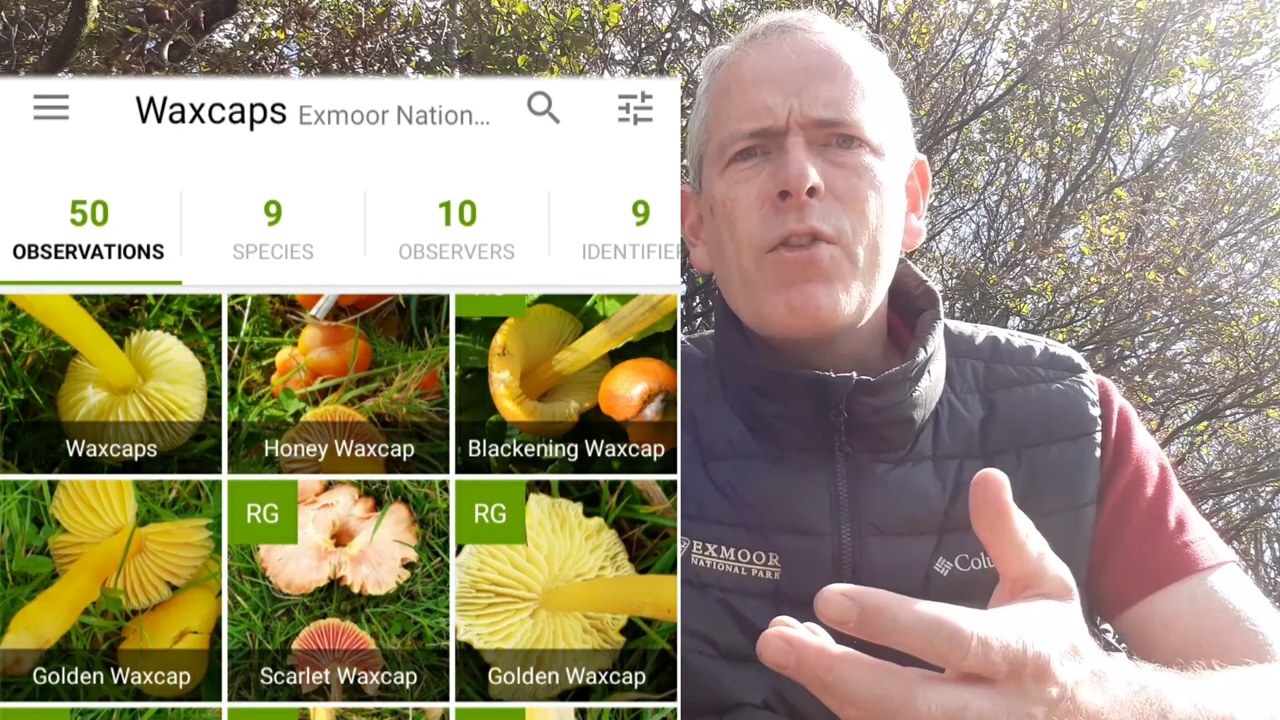 Waxcaps Exmoor Nation...
50 9 10 9
OBSERVATIONS SPECIES OBSERVERS IDENTIFIE
Waxcaps Honey Waxcap Blackening Waxcap
RG RG
Golden Waxcap Scarlet Waxcap Golden Waxcap
EXMOOR
NATIONAL PARK
Colu